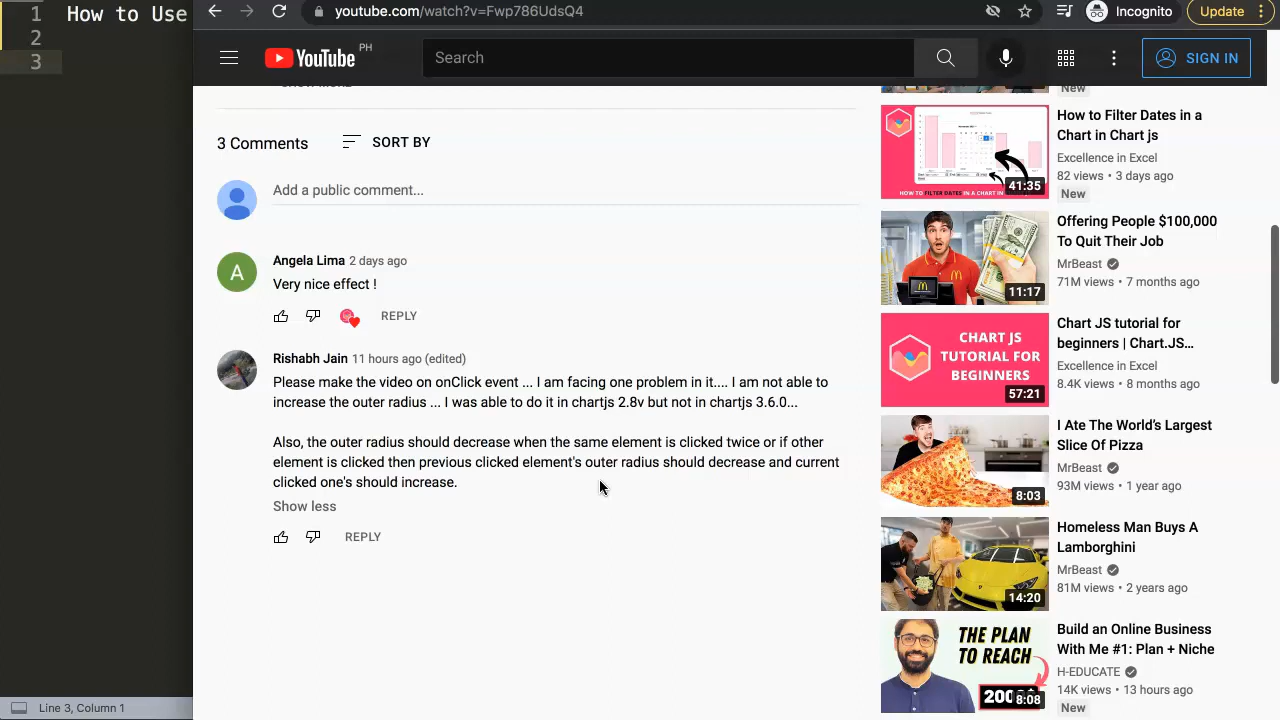 1 How to Use
2
3
Line 3, Column 1
youtube.com/watch?v=Fwp786UdsQ4
Incognito
Update
YouTube PH
Search
SIGN IN
3 Comments
SORT BY
Add a public comment...
A
Angela Lima 2 days ago
Very nice effect !
REPLY
Rishabh Jain 11 hours ago (edited)
Please make the video on onClick event ... I am facing one problem in it.... I am not able to
increase the outer radius ... I was able to do it in chartjs 2.8v but not in chartjs 3.6.0...
Also, the outer radius should decrease when the same element is clicked twice or if other
element is clicked then previous clicked element's outer radius should decrease and current
clicked one's should increase.
Show less
REPLY
New
HOW TO FILTER DATES IN A CHART IN
41:35
How to Filter Dates in a
Chart in Chart js
Excellence in Excel
82 views • 3 days ago
New
11:17
Offering People $100,000
To Quit Their Job
MrBeast
71M views • 7 months ago
CHART JS
TUTORIAL FOR
BEGINNERS
57:21
Chart JS tutorial for
beginners | Chart.JS...
Excellence in Excel
8.4K views • 8 months ago
8:03
I Ate The World's Largest
Slice Of Pizza
MrBeast
93M views • 1 year ago
14:20
Homeless Man Buys A
Lamborghini
MrBeast
81M views • 2 years ago
THE PLAN
TO REACH
200
8:08
Build an Online Business
With Me #1: Plan + Niche
H-EDUCATE
14K views • 13 hours ago
New